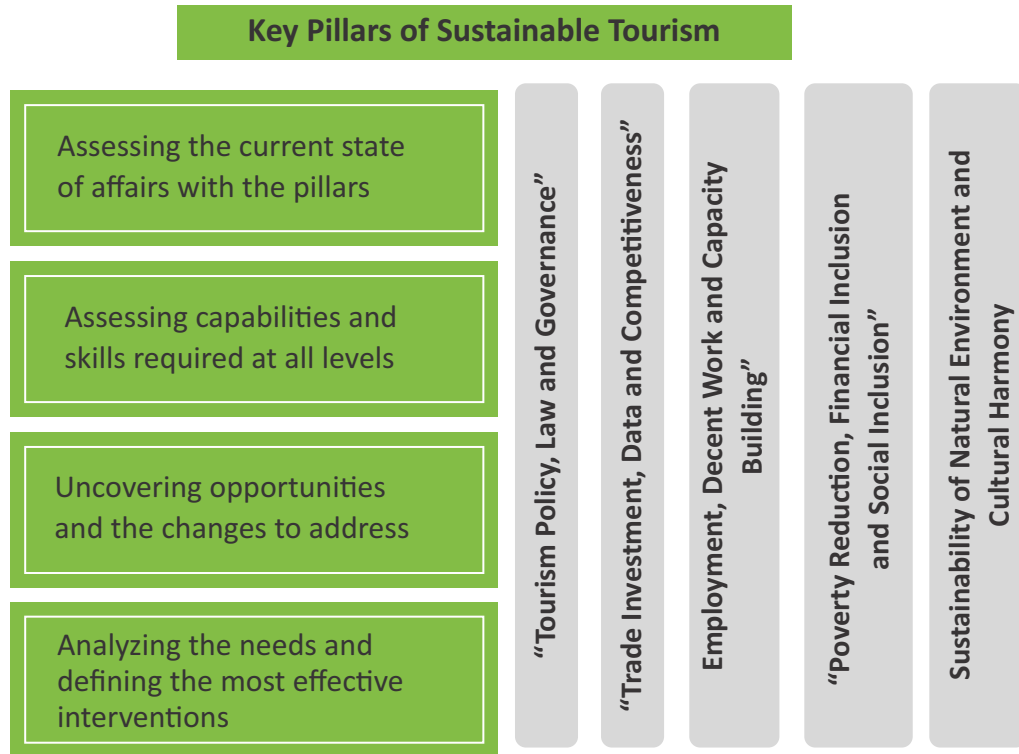 Key Pillars of Sustainable Tourism
Assessing the current state
of affairs with the pillars
Assessing capabilities and
skills required at all levels
Uncovering opportunities
and the changes to address
Analyzing the needs and
defining the most effective
interventions
“Tourism Policy, Law and Governance”
“Trade Investment, Data and Competitiveness”
Employment, Decent Work and Capacity
Building”
“Poverty Reduction, Financial Inclusion
and Social Inclusion”
Sustainability of Natural Environment and
Cultural Harmony